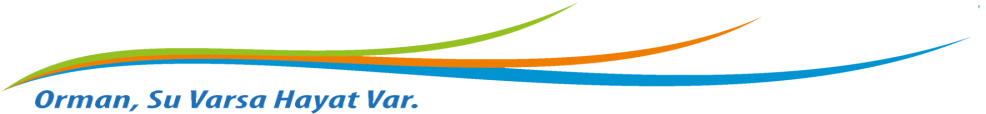 Orman, Su Varsa Hayat Var.